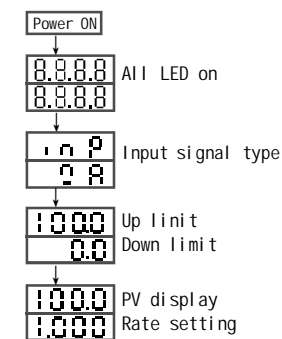 Power ON
8.8.8.8 All LED on
8.8.8.8
inP Input signal type
0A
100.0 Up linit
0.0 Down limit
100.0 PV display
1.000 Rate setting